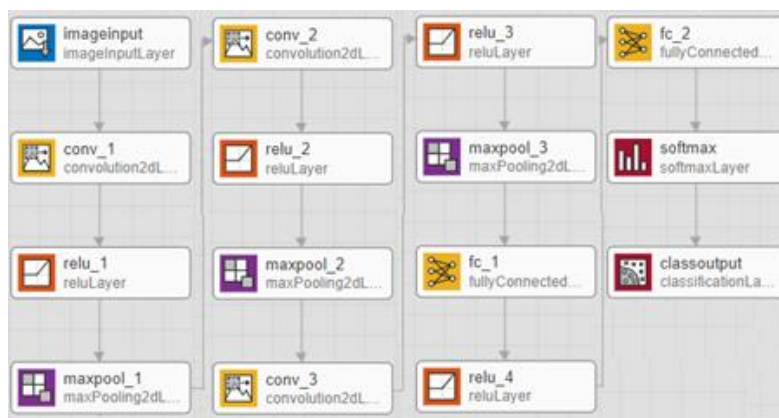 imageinput
imageInputLayer
conv_1
convolution2dL...
relu_1
reluLayer
maxpool_1
maxPooling2dL...
conv_2
convolution2dL...
relu_2
reluLayer
maxpool_2
maxPooling2dL...
conv_3
convolution2dL...
relu_3
reluLayer
maxpool_3
maxPooling2dL...
fc_1
fullyConnected...
relu_4
reluLayer
fc_2
fullyConnected...
softmax
softmaxLayer
classoutput
classificationLa...